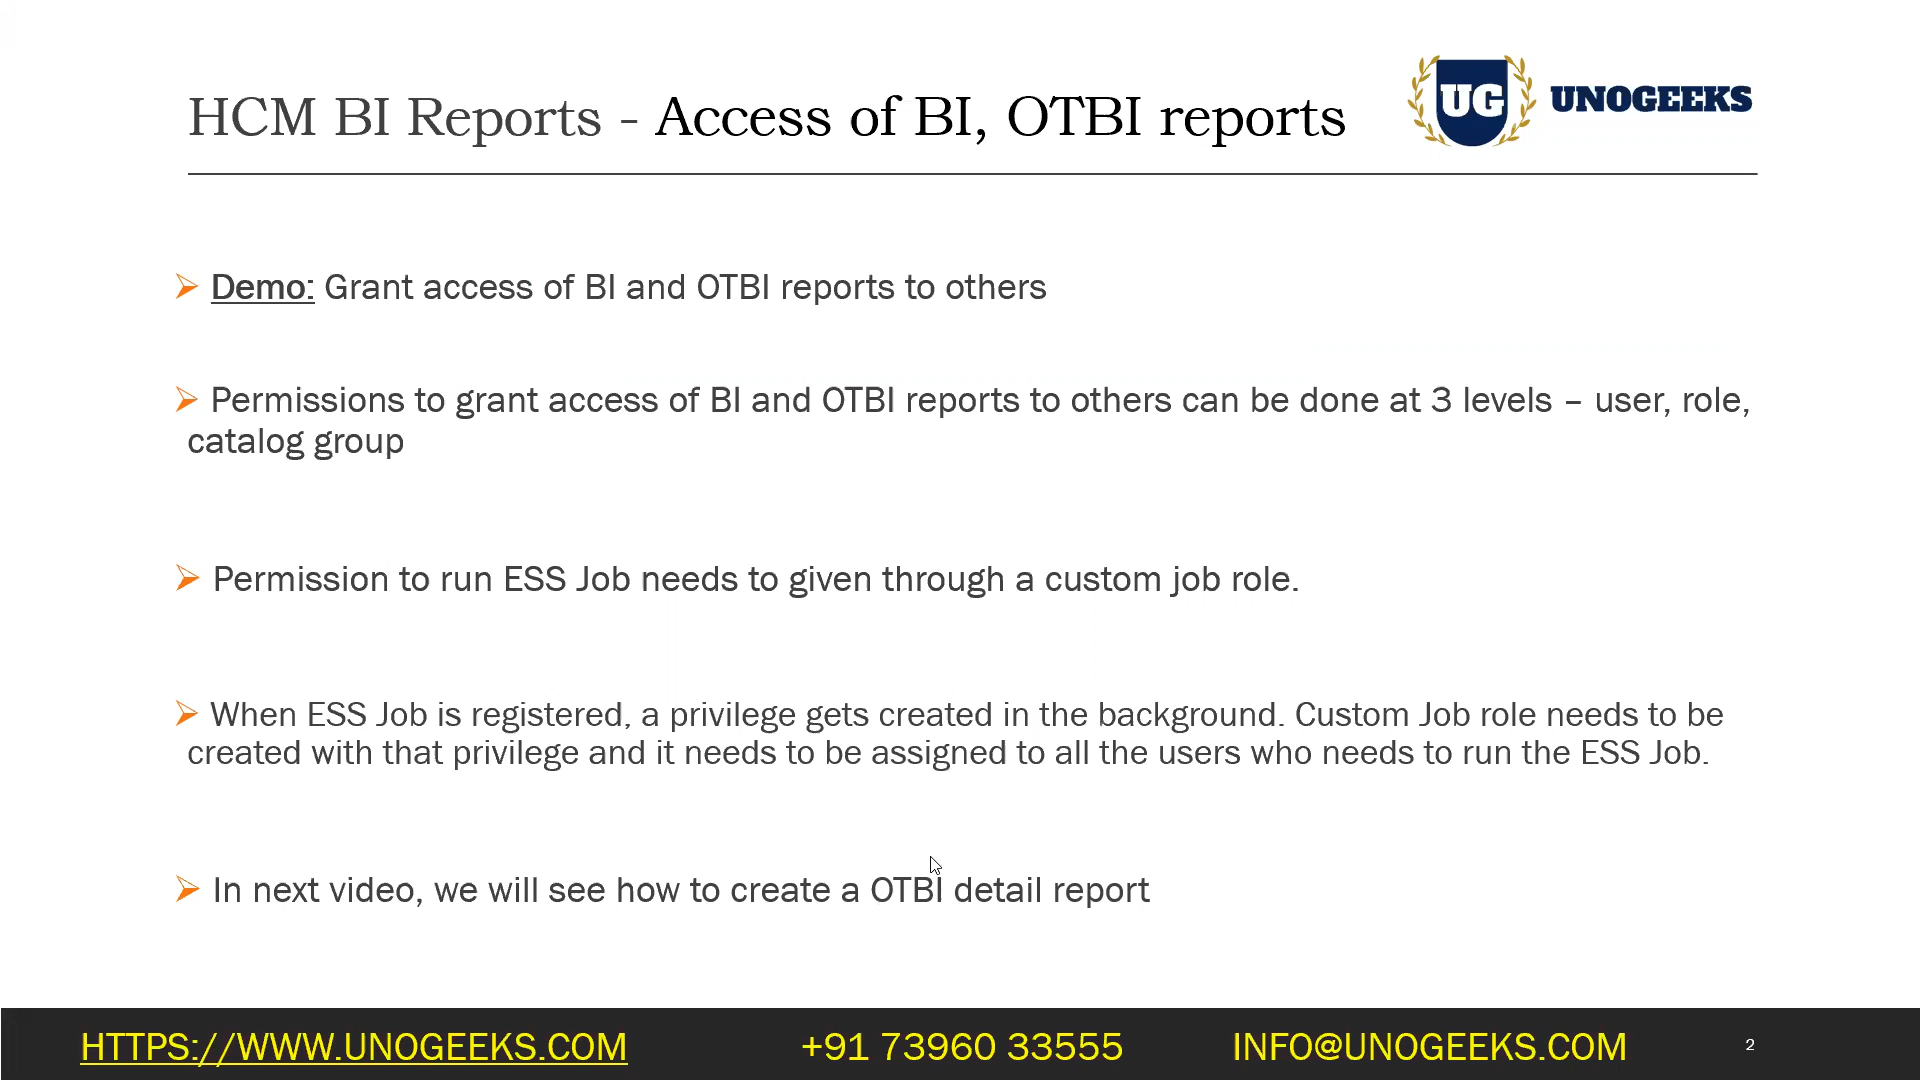 HCM BI Reports - Access of BI, OTBI reports
UG UNOGEEKS
Demo: Grant access of BI and OTBI reports to others
Permissions to grant access of BI and OTBI reports to others can be done at 3 levels – user, role,
catalog group
Permission to run ESS Job needs to given through a custom job role.
When ESS Job is registered, a privilege gets created in the background. Custom Job role needs to be
created with that privilege and it needs to be assigned to all the users who needs to run the ESS Job.
In next video, we will see how to create a OTBI detail report
HTTPS://WWW.UNOGEEKS.COM +91 73960 33555 INFO@UNOGEEKS.COM 2